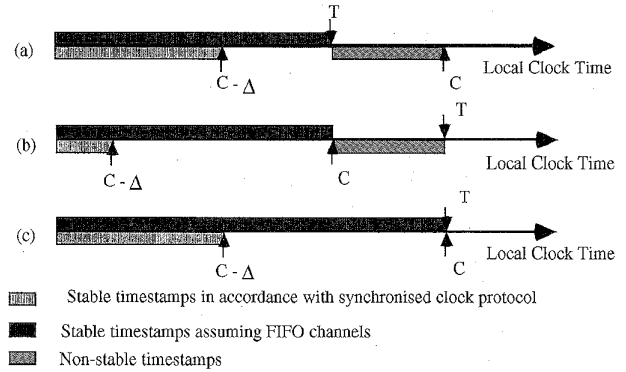 T
(a)
Local Clock Time
C - Δ
C
T
(b)
Local Clock Time
C - Δ
C
T
(c)
Local Clock Time
C - Δ
C
Stable timestamps in accordance with synchronised clock protocol
Stable timestamps assuming FIFO channels
Non-stable timestamps